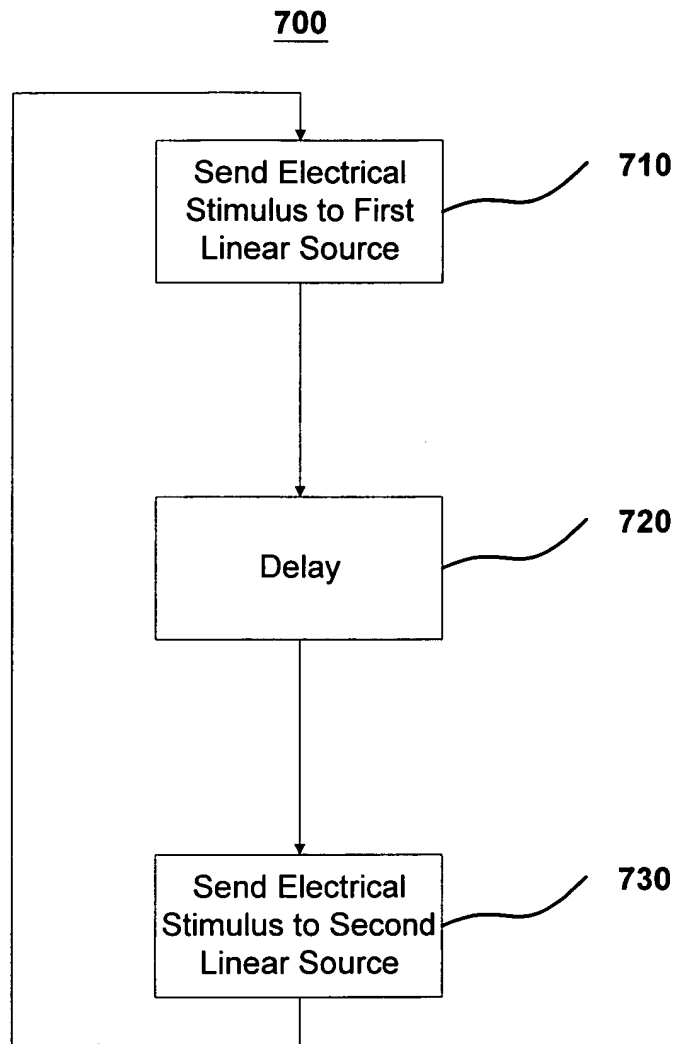 700
Send Electrical
Stimulus to First
Linear Source
710
Delay
720
Send Electrical
Stimulus to Second
Linear Source
730